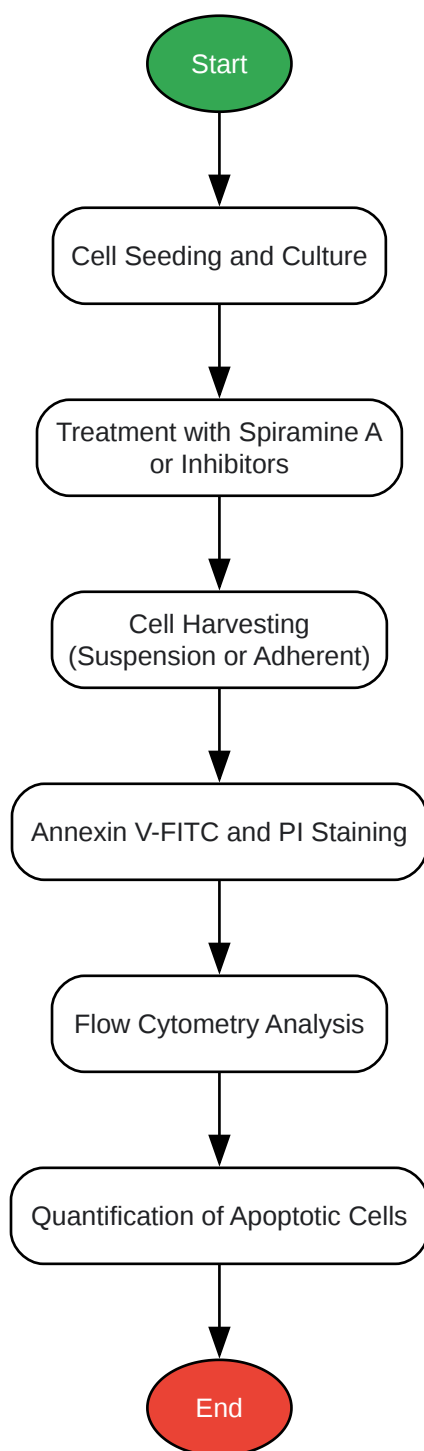 Start
Cell Seeding and Culture
Treatment with Spiramine A
or Inhibitors
Cell Harvesting
(Suspension or Adherent)
Annexin V-FITC and PI Staining
Flow Cytometry Analysis
Quantification of Apoptotic Cells
End